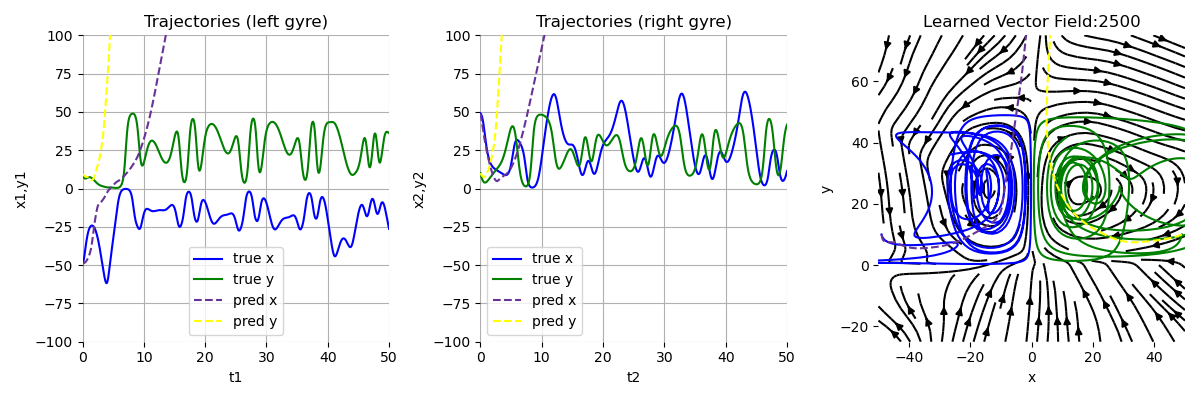 Trajectories (left gyre)
100
75
50
25
0
−25
−50
−75
−100
x1,y1
0
10
20
30
40
50
t1
true x
true y
pred x
pred y
Trajectories (right gyre)
100
75
50
25
0
−25
−50
−75
−100
x2,y2
0
10
20
30
40
50
t2
true x
true y
pred x
pred y
Learned Vector Field:2500
60
40
20
0
−20
y
−40
−20
0
20
40
x